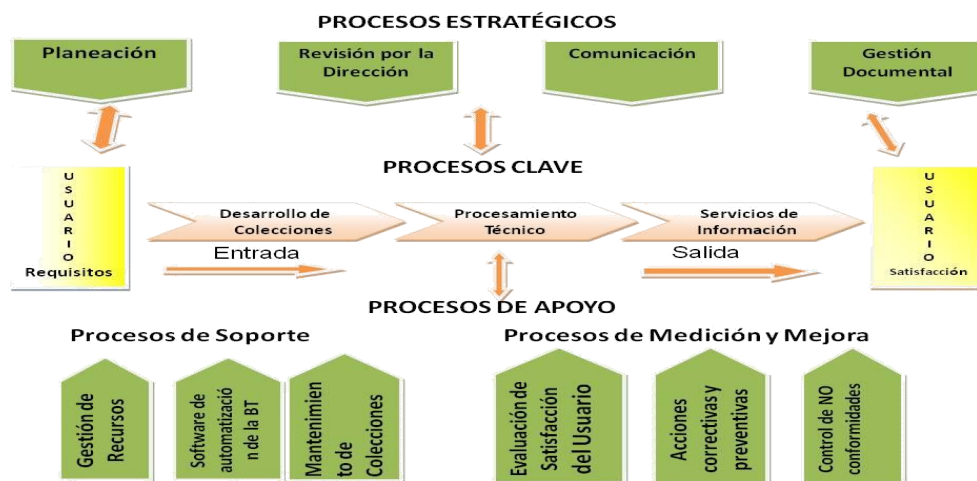 PROCESOS ESTRATÉGICOS
Planeación
Revisión por la
Dirección
Comunicación
Gestión
Documental
PROCESOS CLAVE
USUARIO
Requisitos
Desarrollo de
Colecciones
Procesamiento
Técnico
Servicios de
Información
USUARIO
Satisfacción
Entrada
Salida
PROCESOS DE APOYO
Procesos de Soporte
Procesos de Medición y Mejora
Gestión de
Recursos
Software de
automatizació
n de la BT
Mantenimien
to de
Colecciones
Evaluación de
Satisfacción
del Usuario
Acciones
correctivas y
preventivas
Control de NO
conformidades